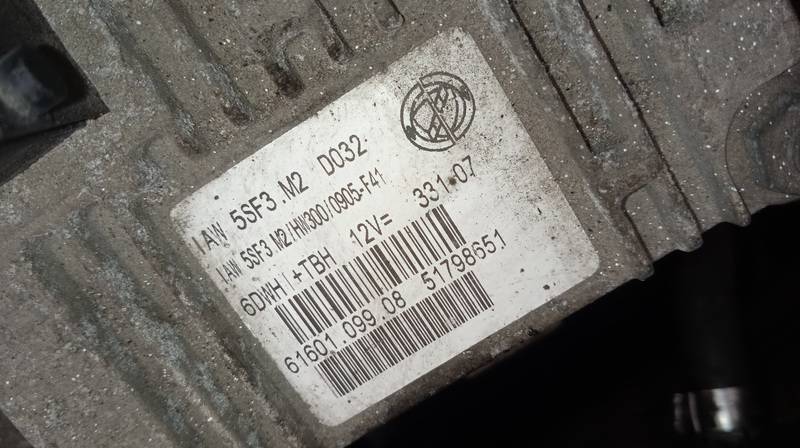 IAW 5SF3.M2 D032
IAW 5SF3.M2/HW300/0905-F41
6DWH I+TBH 12V= 331-07
61601.099.08 51798651